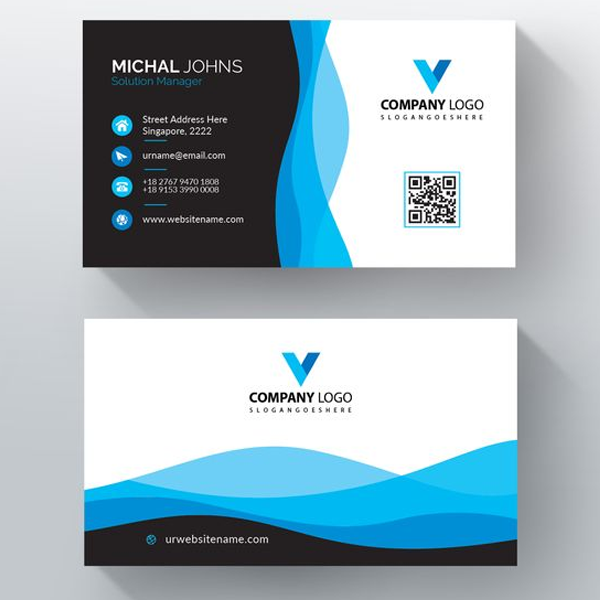 MICHAL JOHNS
Solution Manager
Street Address Here
Singapore, 2222
urname@email.com
+18 2767 9470 1808
+18 9153 3990 0008
www.websitename.com
COMPANY LOGO
SLOGANGOESHERE
COMPANY LOGO
SLOGANGOESHERE
urwebsitename.com